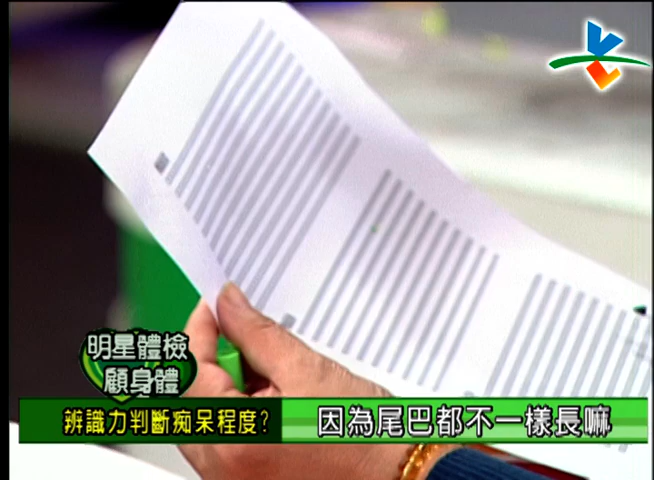 明星體檢
顧身體
辨識力判斷痴呆程度?
因為尾巴都不一樣長嘛